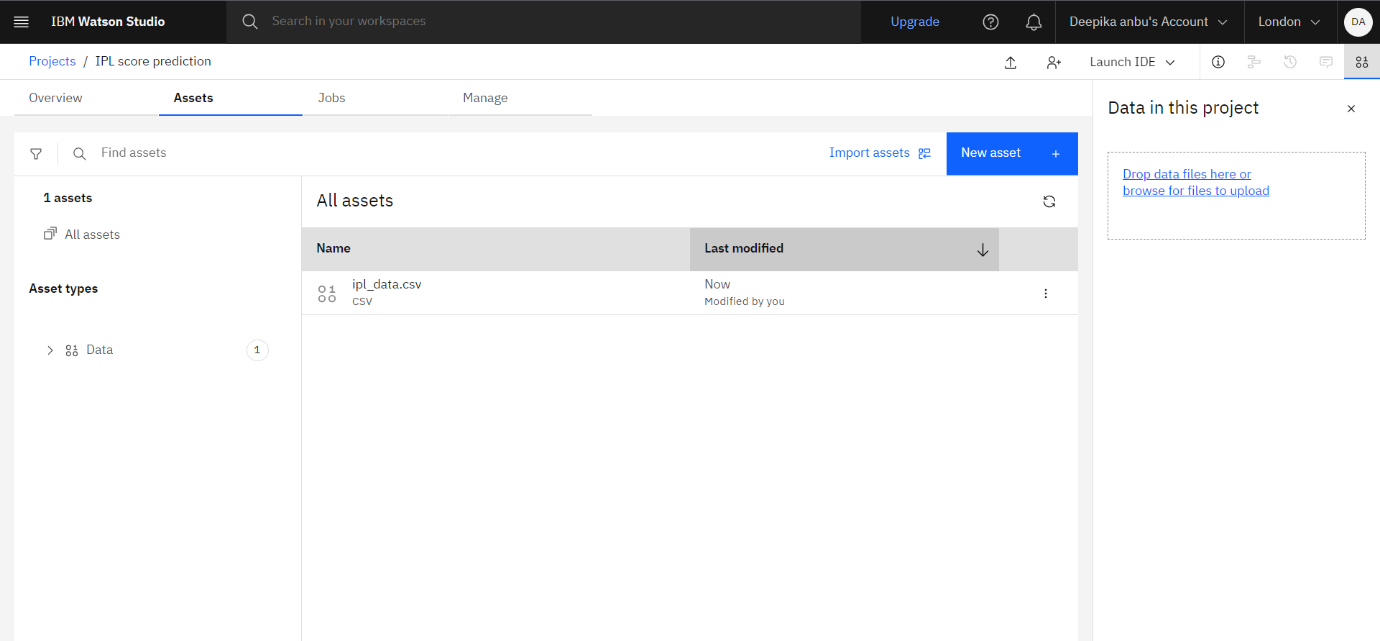 IBM Watson Studio
Search in your workspaces
Upgrade
Deepika anbu's Account
London
DA
Projects / IPL score prediction
Launch IDE
Overview
Assets
Jobs
Manage
Data in this project
Find assets
Import assets
New asset +
Drop data files here or
browse for files to upload
1 assets
All assets
All assets
Asset types
Data
1
Name
Last modified
ipl_data.csv
CSV
Now
Modified by you